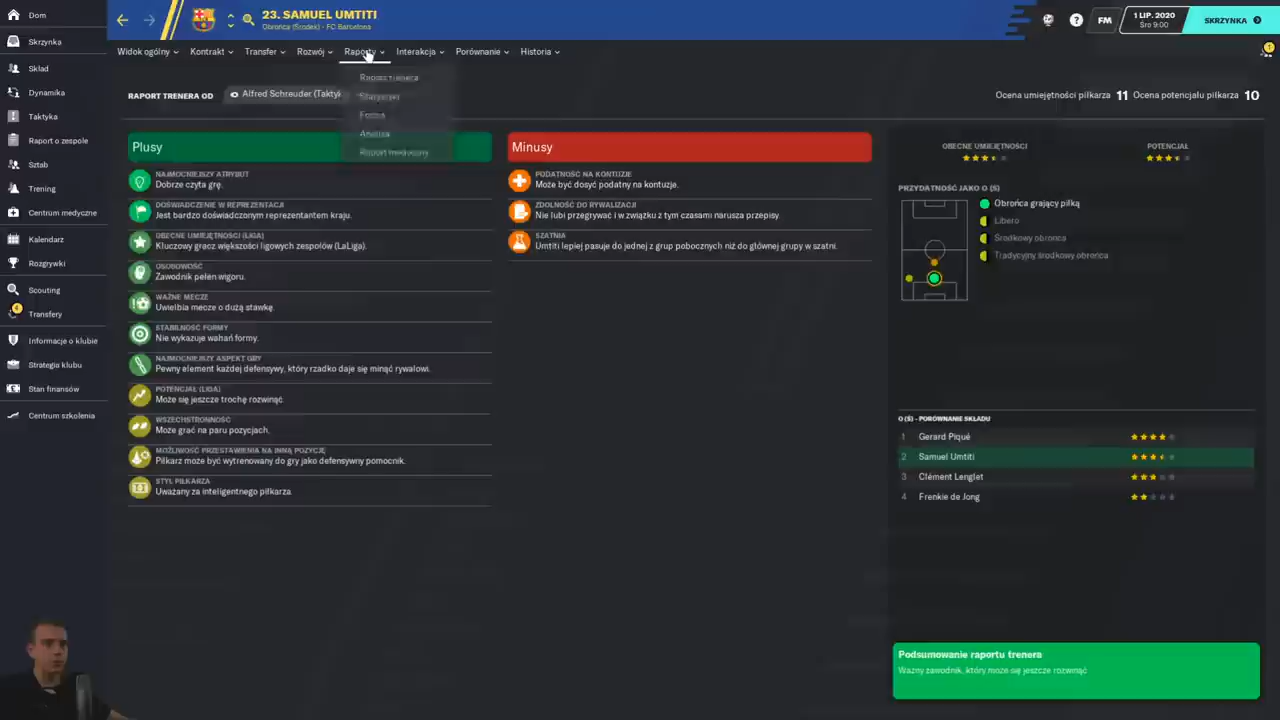 Dom
23. SAMUEL UMTITI
Obrońca (Środek) - FC Barcelona
FM
1 LIP. 2020
Śro 9:00
SKRZYNKA
Skrzynka
Widok ogólny
Kontrakt
Transfer
Rozwój
Raporty
Interakcja
Porównanie
Historia
1
Skład
Dynamika
Taktyka
Raport o zespole
Sztab
Trening
Centrum medyczne
Kalendarz
Rozgrywki
Scouting
4
Transfery
Informacje o klubie
Strategia klubu
Stan finansów
Centrum szkolenia
Raport trenera
Statystyki
Forma
Analiza
Raport medyczny
RAPORT TRENERA OD
Alfred Schreuder (Takty
Ocena umiejętności piłkarza 11 Ocena potencjału piłkarza 10
Plusy
NAJMOCNIEJSZY ATRYBUT
Dobrze czyta grę.
DOŚWIADCZENIE W REPREZENTACJI
Jest bardzo doświadczonym reprezentantem kraju.
OBECNE UMIEJĘTNOŚCI (LIGA)
Kluczowy gracz większości ligowych zespołów (LaLiga).
OSOBOWOŚĆ
Zawodnik pełen wigoru.
WAŻNE MECZE
Uwielbia mecze o dużą stawkę.
STABILNOŚĆ FORMY
Nie wykazuje wahań formy.
NAJMOCNIEJSZY ASPEKT GRY
Pewny element każdej defensywy, który rzadko daje się minąć rywalowi.
POTENCJAŁ (LIGA)
Może się jeszcze trochę rozwinąć.
WSZECHSTRONNOŚĆ
Może grać na paru pozycjach.
MOŻLIWOŚĆ PRZESTAWIENIA NA INNĄ POZYCJĘ
Piłkarz może być wytrenowany do gry jako defensywny pomocnik.
STYL PIŁKARZA
Uważany za inteligentnego piłkarza.
Minusy
PODATNOŚĆ NA KONTUZJE
Może być dosyć podatny na kontuzje.
ZDOLNOŚĆ DO RYWALIZACJI
Nie lubi przegrywać i w związku z tym czasami narusza przepisy.
SZATNIA
Umtiti lepiej pasuje do jednej z grup pobocznych niż do głównej grupy w szatni.
OBECNE UMIEJĘTNOŚCI
POTENCJAŁ
PRZYDATNOŚĆ JAKO O (Ś)
Obrońca grający piłką
Libero
Środkowy obrońca
Tradycyjny środkowy obrońca
O (Ś) - PORÓWNANIE SKŁADU
1 Gerard Piqué
2 Samuel Umtiti
3 Clément Lenglet
4 Frenkie de Jong
Podsumowanie raportu trenera
Ważny zawodnik, który może się jeszcze rozwinąć